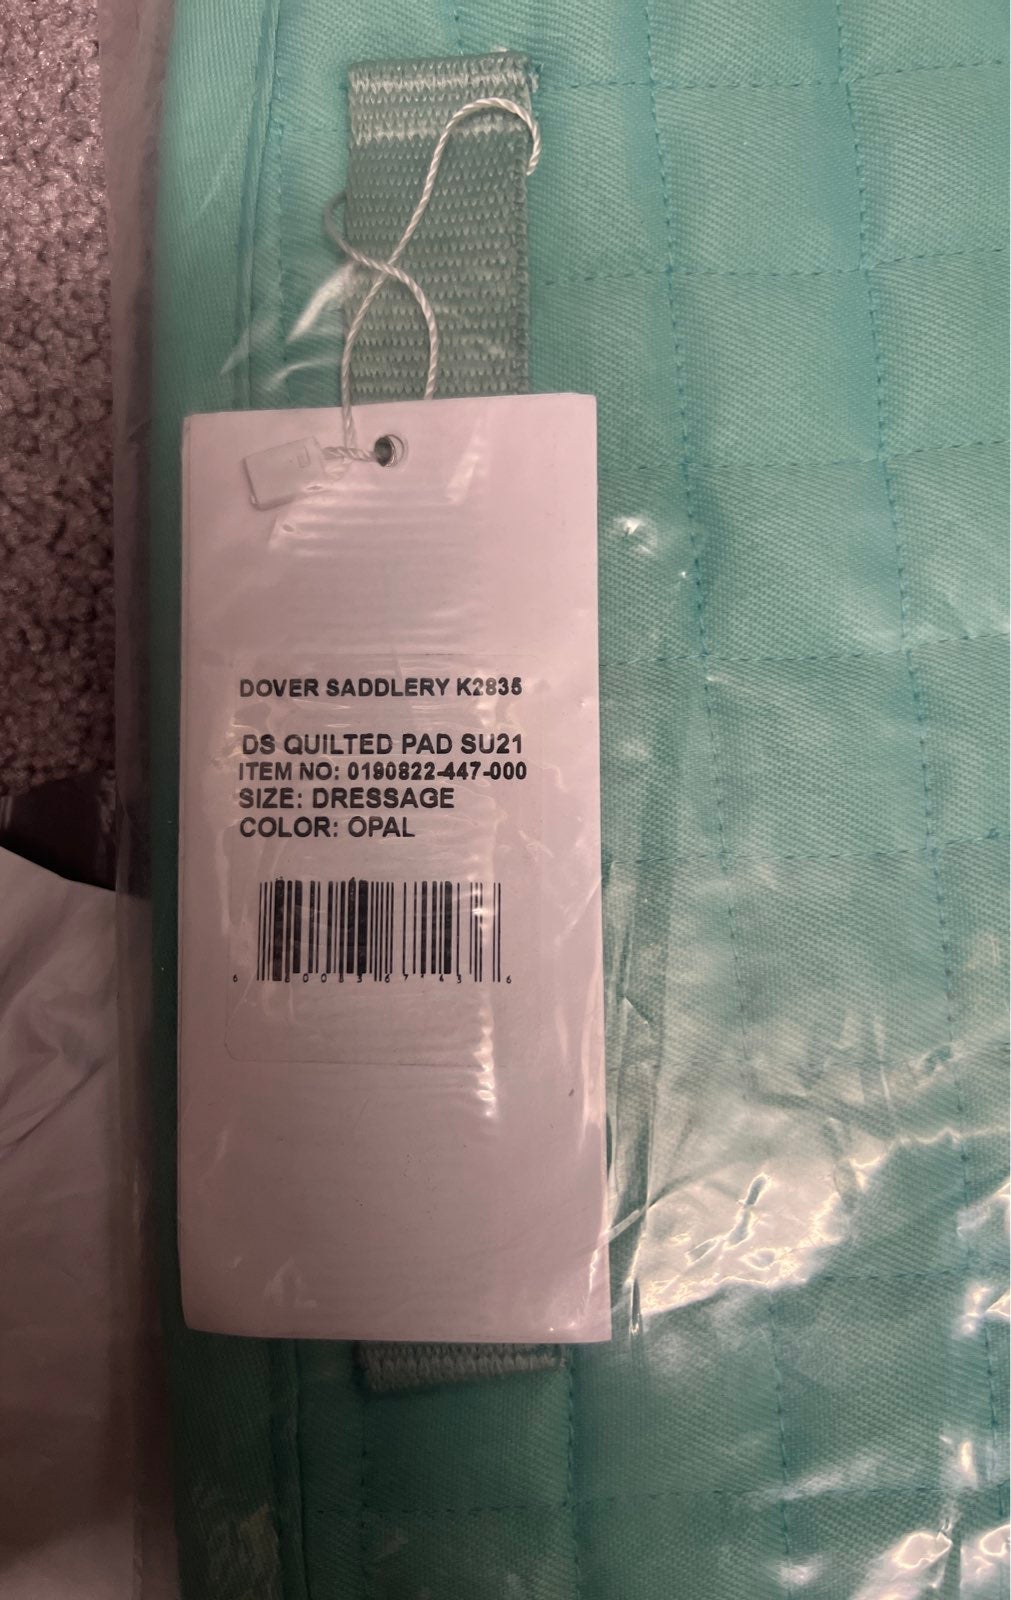 DOVER SADDLERY K2835
DS QUILTED PAD SU21
ITEM NO: 0190822-447-000
SIZE: DRESSAGE
COLOR: OPAL